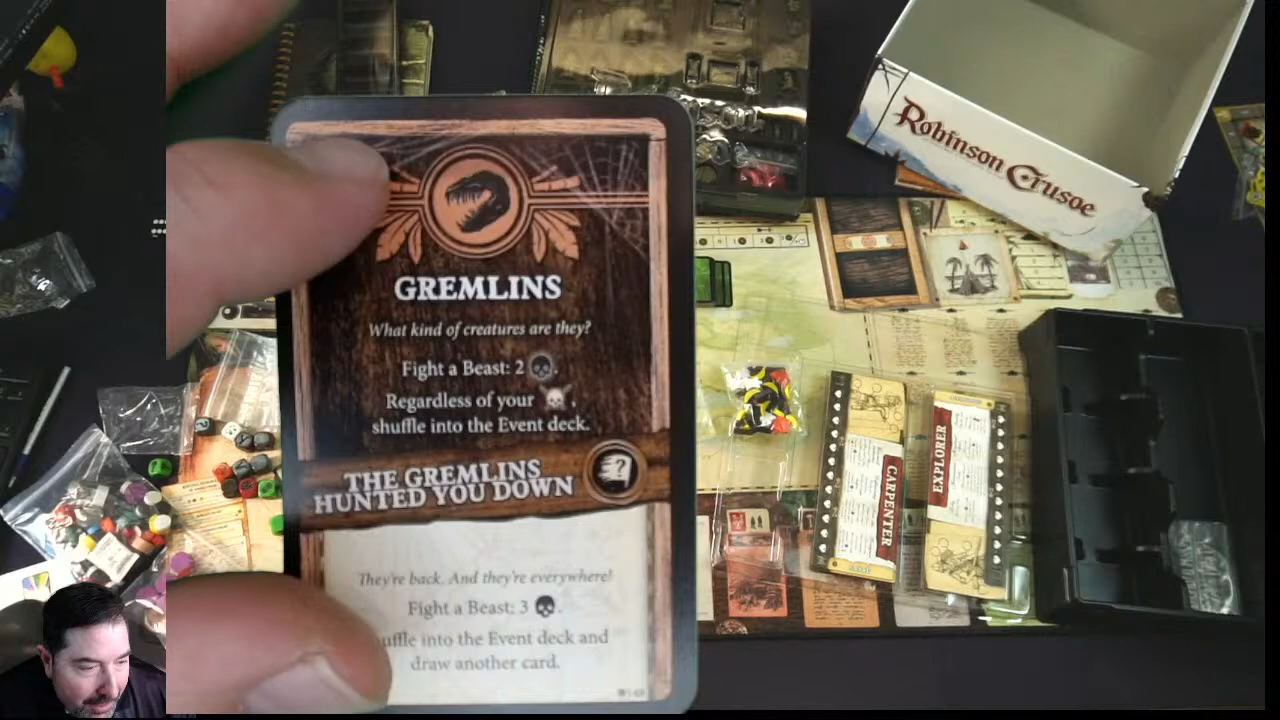 GREMLINS
What kind of creatures are they?
Fight a Beast: 2 .
Regardless of your ,
shuffle into the Event deck.
THE GREMLINS
HUNTED YOU DOWN
?
They're back. And they're everywhere!
Fight a Beast: 3 .
into the Event deck and
draw another card.
ROBINSON CRUSOE
CARPENTER
EXPLORER